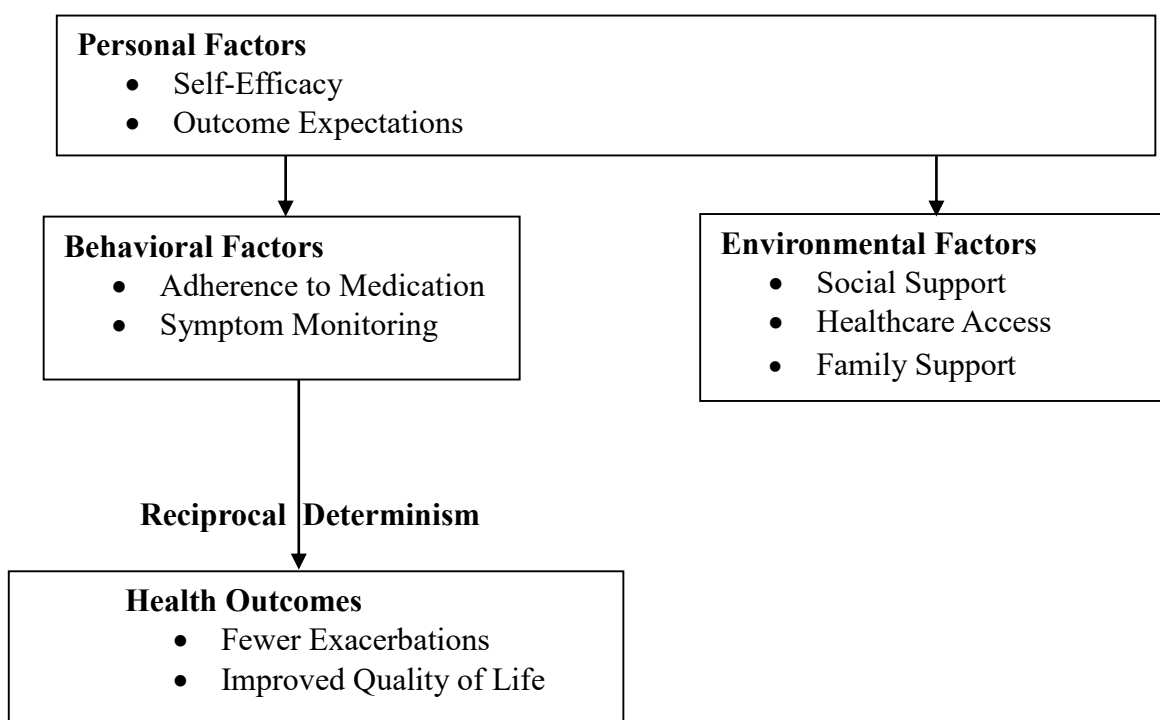 Personal Factors
• Self-Efficacy
• Outcome Expectations
Behavioral Factors
• Adherence to Medication
• Symptom Monitoring
Environmental Factors
• Social Support
• Healthcare Access
• Family Support
Reciprocal Determinism
Health Outcomes
• Fewer Exacerbations
• Improved Quality of Life